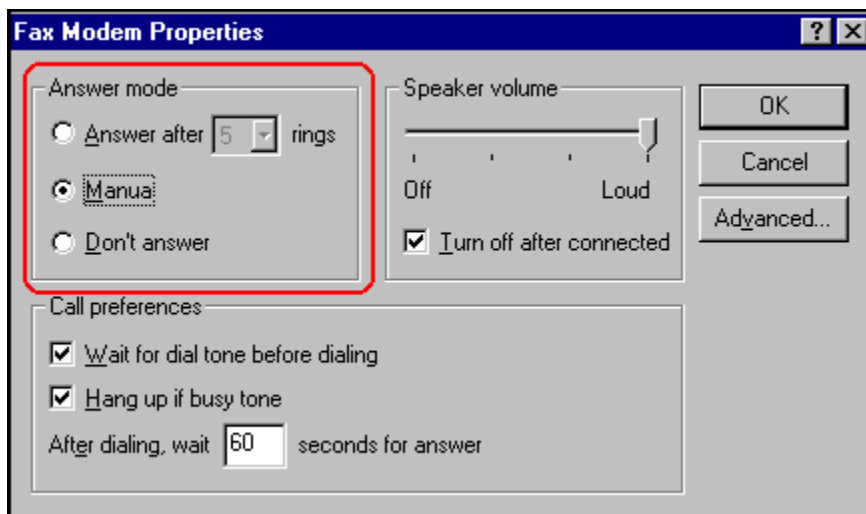 Fax Modem Properties
Answer mode
Answer after 5 rings
Manual
Don't answer
Speaker volume
Off Loud
Turn off after connected
OK
Cancel
Advanced...
Call preferences
Wait for dial tone before dialing
Hang up if busy tone
After dialing, wait 60 seconds for answer